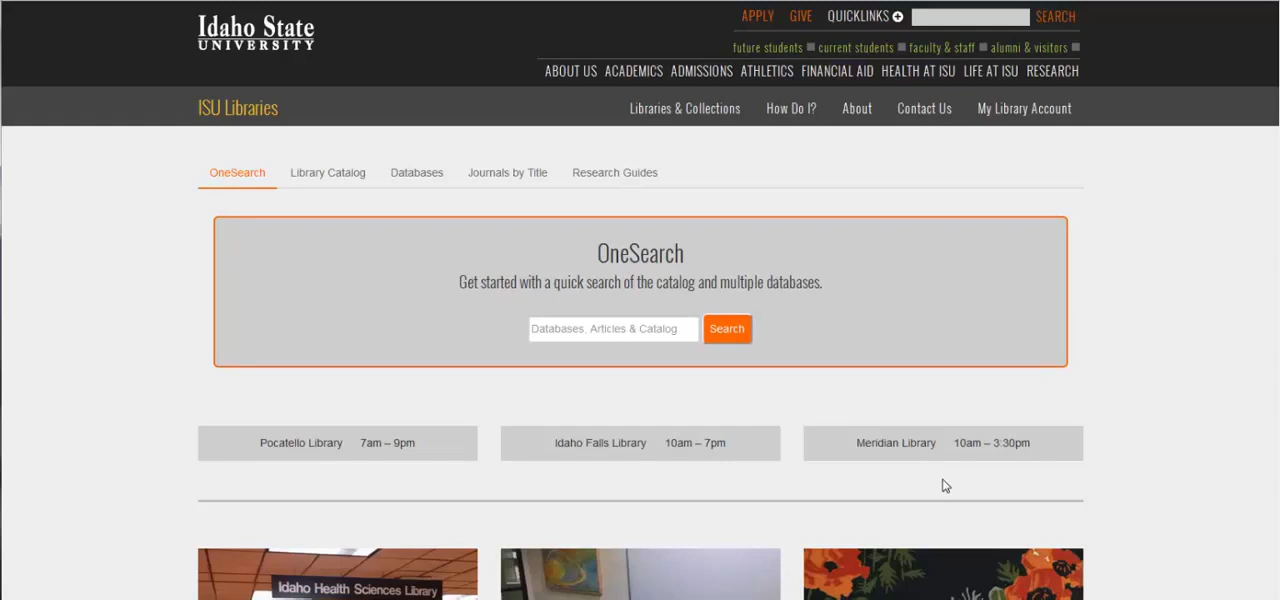 Idaho State
UNIVERSITY
APPLY GIVE QUICKLINKS SEARCH
future students current students faculty & staff alumni & visitors
ABOUT US ACADEMICS ADMISSIONS ATHLETICS FINANCIAL AID HEALTH AT ISU LIFE AT ISU RESEARCH
ISU Libraries
Libraries & Collections How Do I? About Contact Us My Library Account
OneSearch Library Catalog Databases Journals by Title Research Guides
OneSearch
Get started with a quick search of the catalog and multiple databases.
Databases, Articles & Catalog Search
Pocatello Library 7am – 9pm
Idaho Falls Library 10am – 7pm
Meridian Library 10am – 3:30pm
Idaho Health Sciences Library